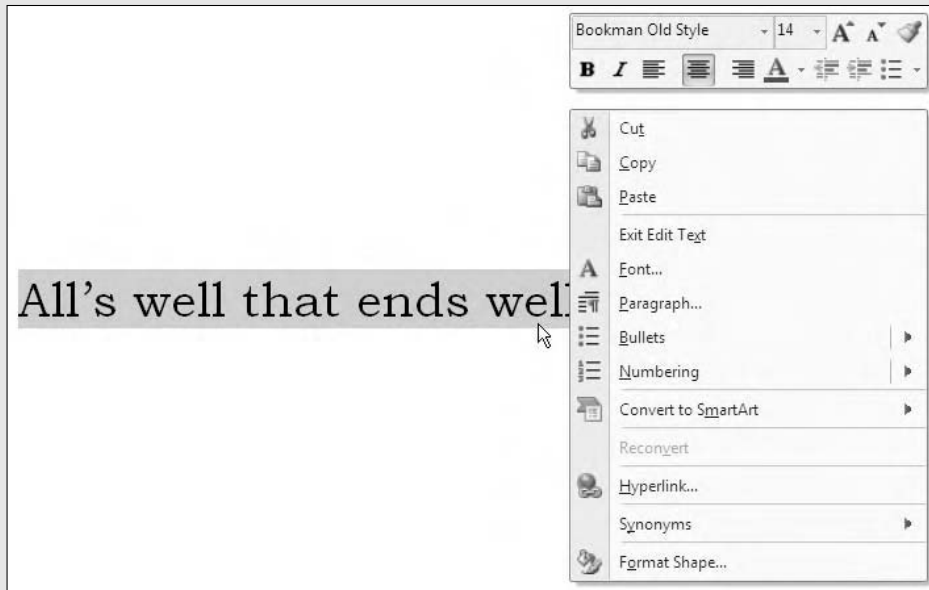 Bookman Old Style 14 A A
B I A
Cut
Copy
Paste
Exit Edit Text
A Font...
Paragraph...
All's well that ends well
Bullets
Numbering
Convert to SmartArt
Reconvert
Hyperlink...
Synonyms
Format Shape...